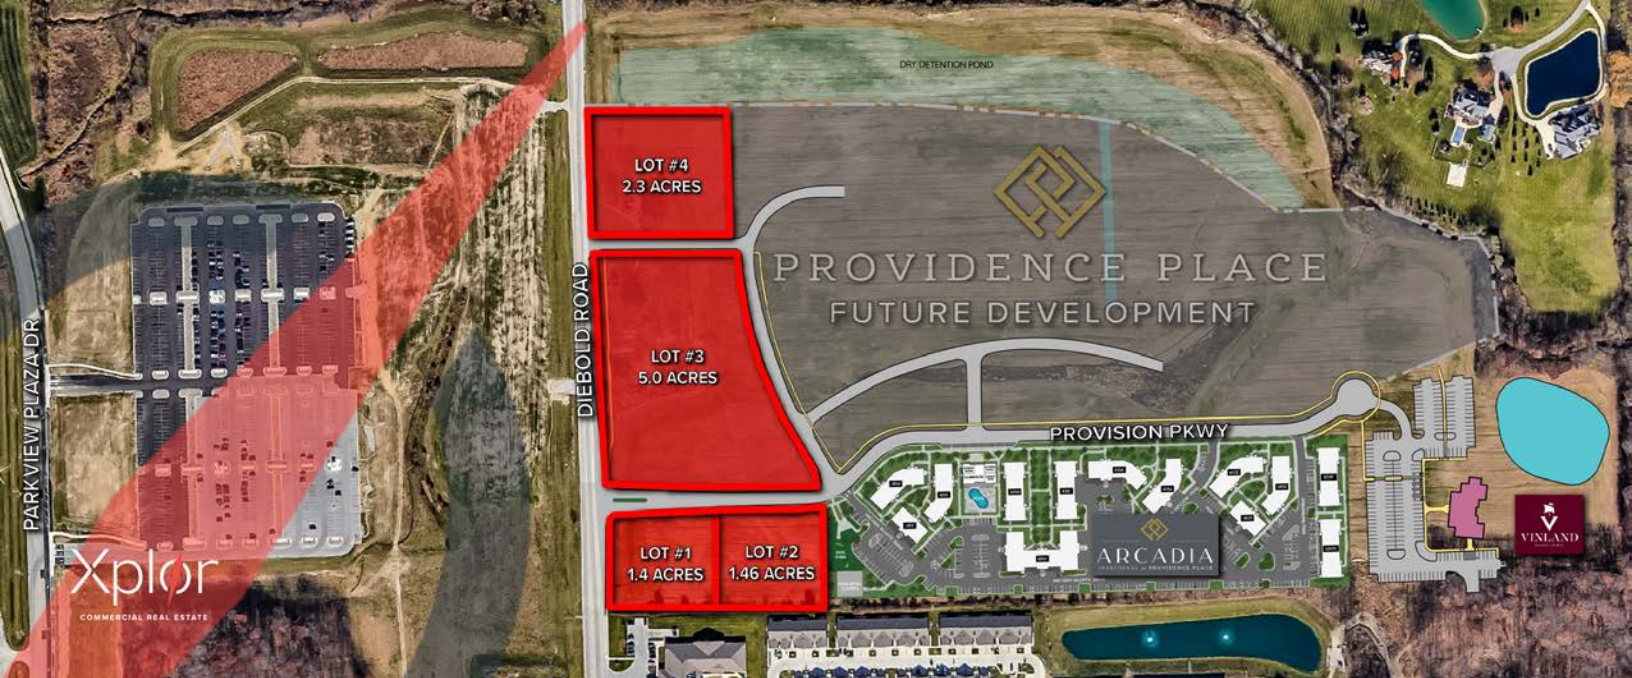 DRY DETENTION POND
LOT #4
2.3 ACRES
PROVIDENCE PLACE
FUTURE DEVELOPMENT
DIEBOLD ROAD
LOT #3
5.0 ACRES
PARKVIEW PLAZA DR
PROVISION PKWY
LOT #1
1.4 ACRES
LOT #2
1.46 ACRES
ARCADIA
VINLAND
Xplor
COMMERCIAL REAL ESTATE